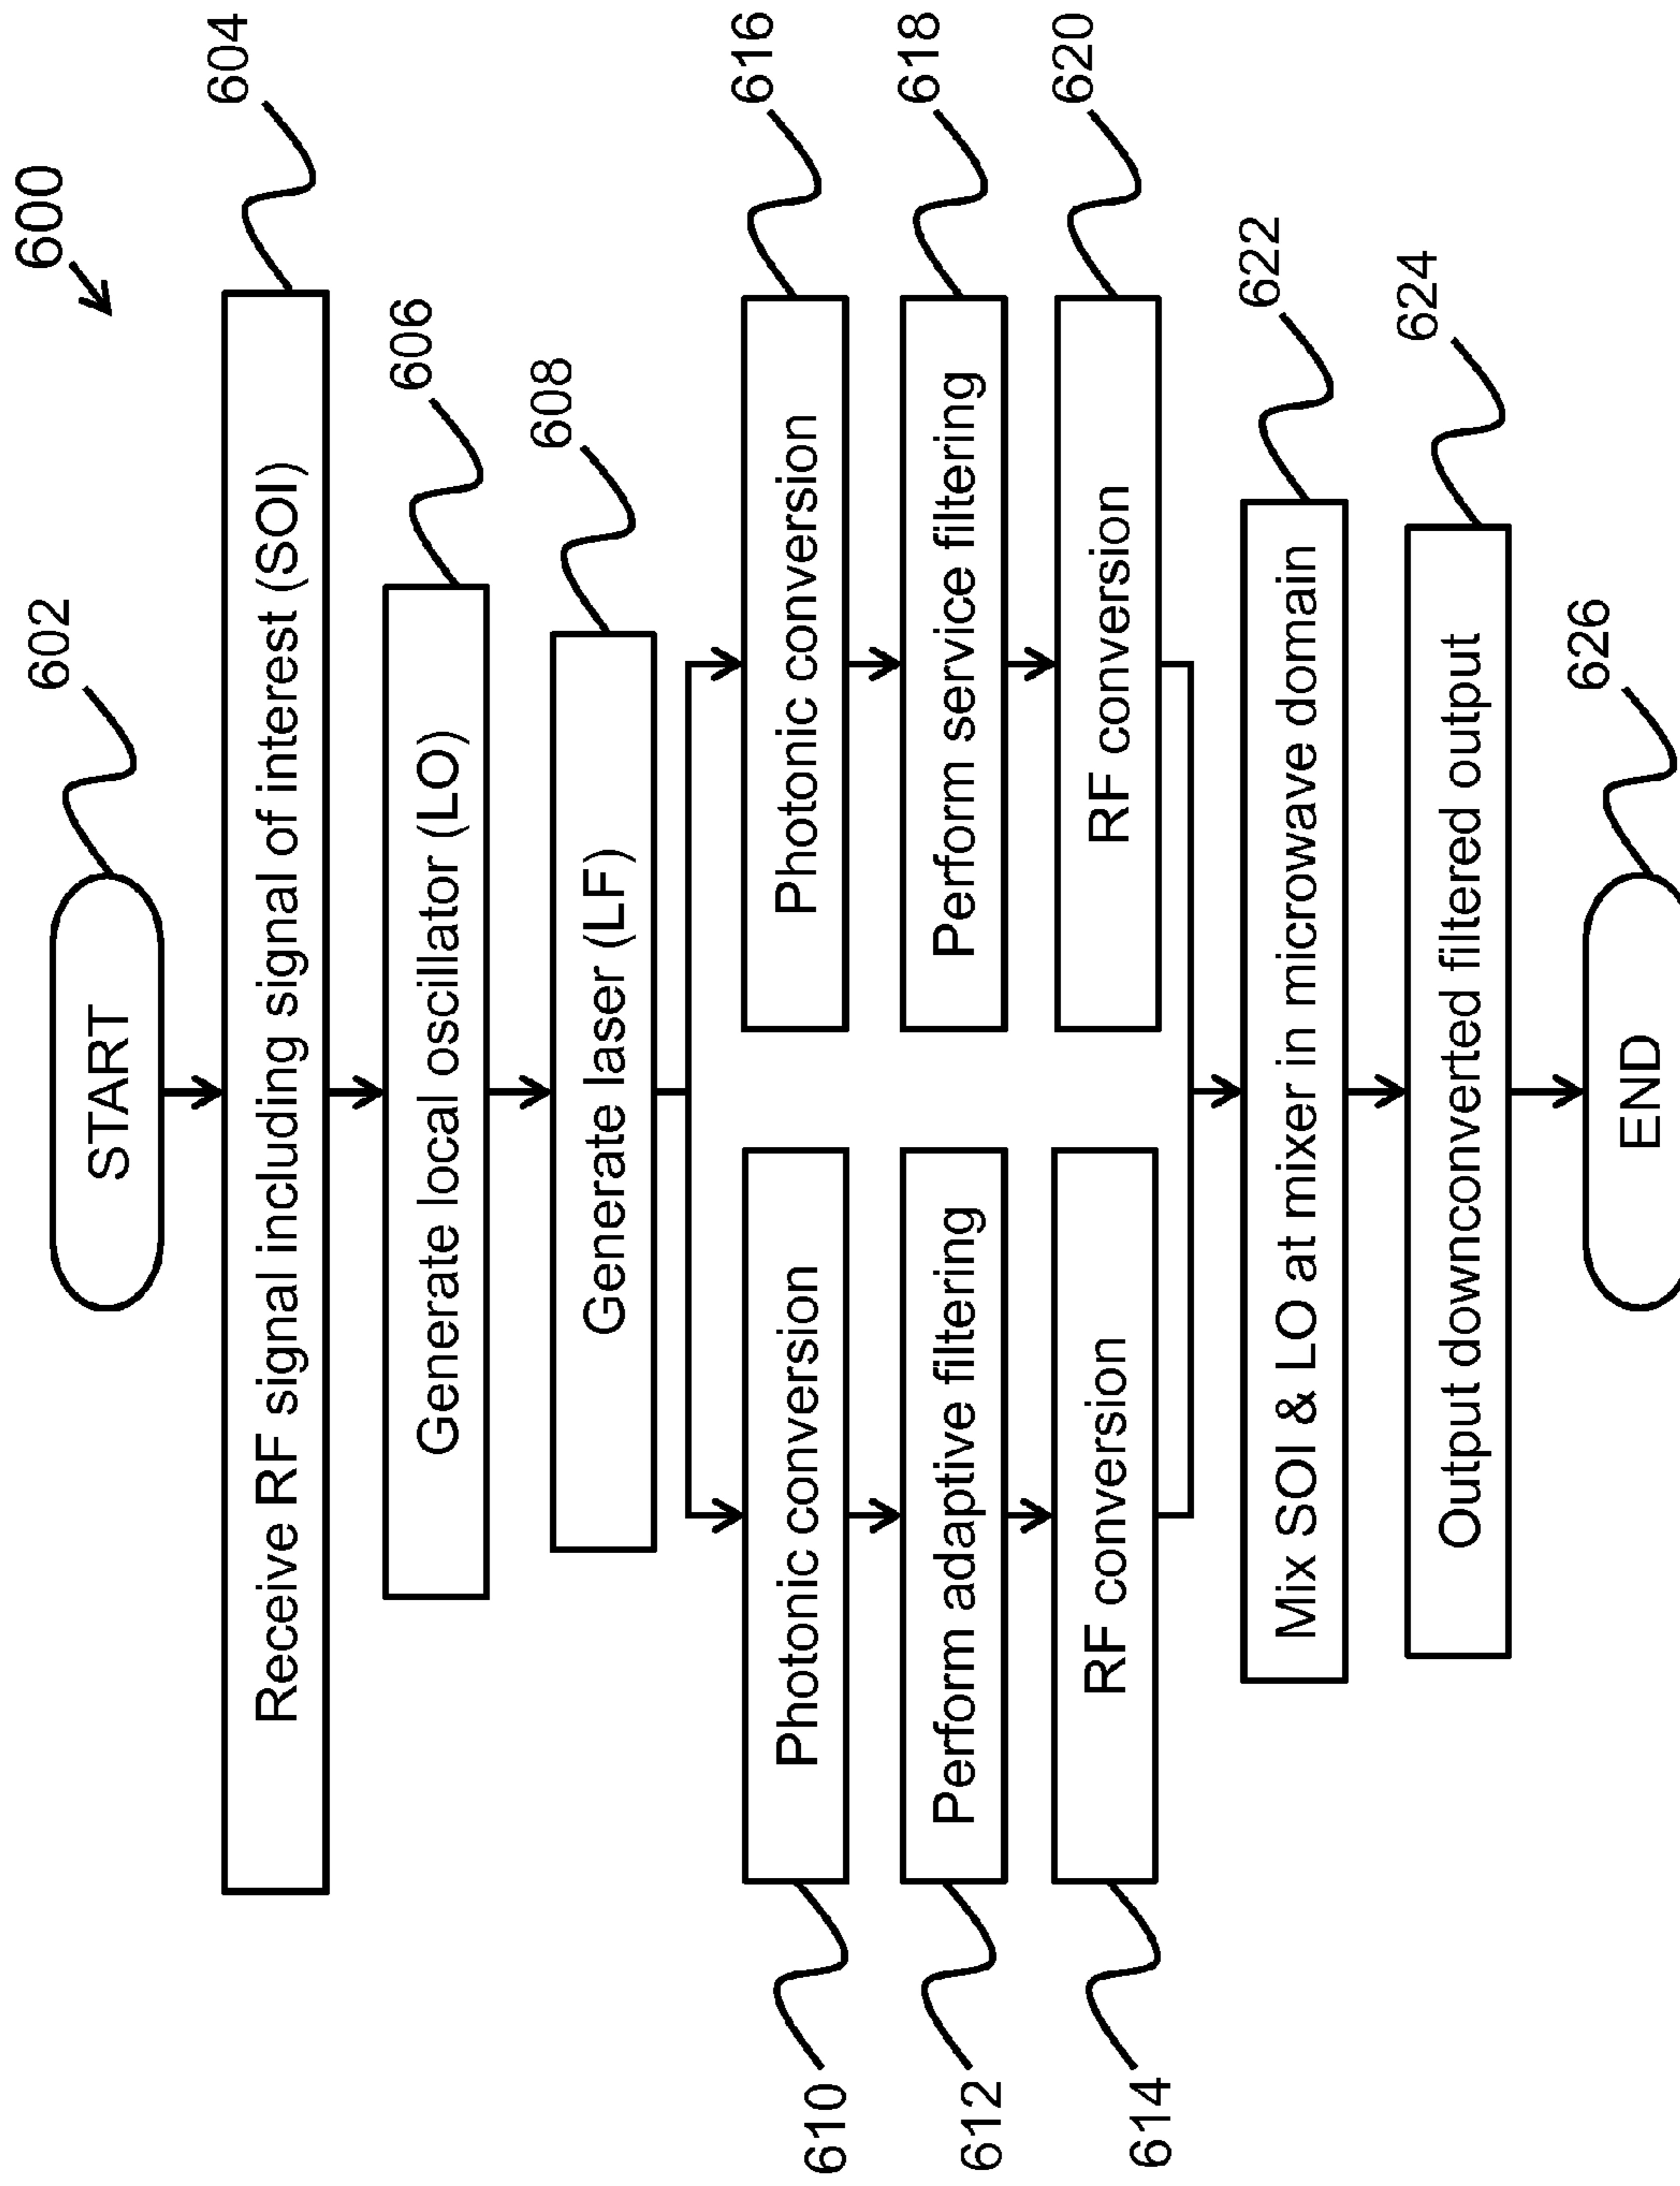 600
START
602
Receive RF signal including signal of interest (SOI)
604
Generate local oscillator (LO)
606
Generate laser (LF)
608
610
Photonic conversion
Photonic conversion
616
612
Perform adaptive filtering
Perform service filtering
618
614
RF conversion
RF conversion
620
Mix SOI & LO at mixer in microwave domain
622
Output downconverted filtered output
624
END
626